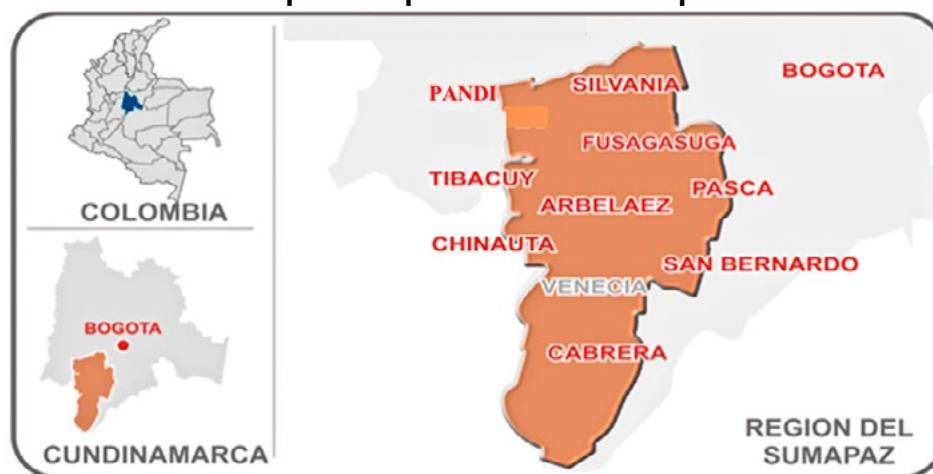 COLOMBIA
BOGOTA
CUNDINAMARCA
PANDI
SILVANIA
BOGOTA
FUSAGASUGA
TIBACUY
PASCA
ARBELAEZ
CHINAUTA
SAN BERNARDO
VENECIA
CABRERA
REGION DEL
SUMAPAZ